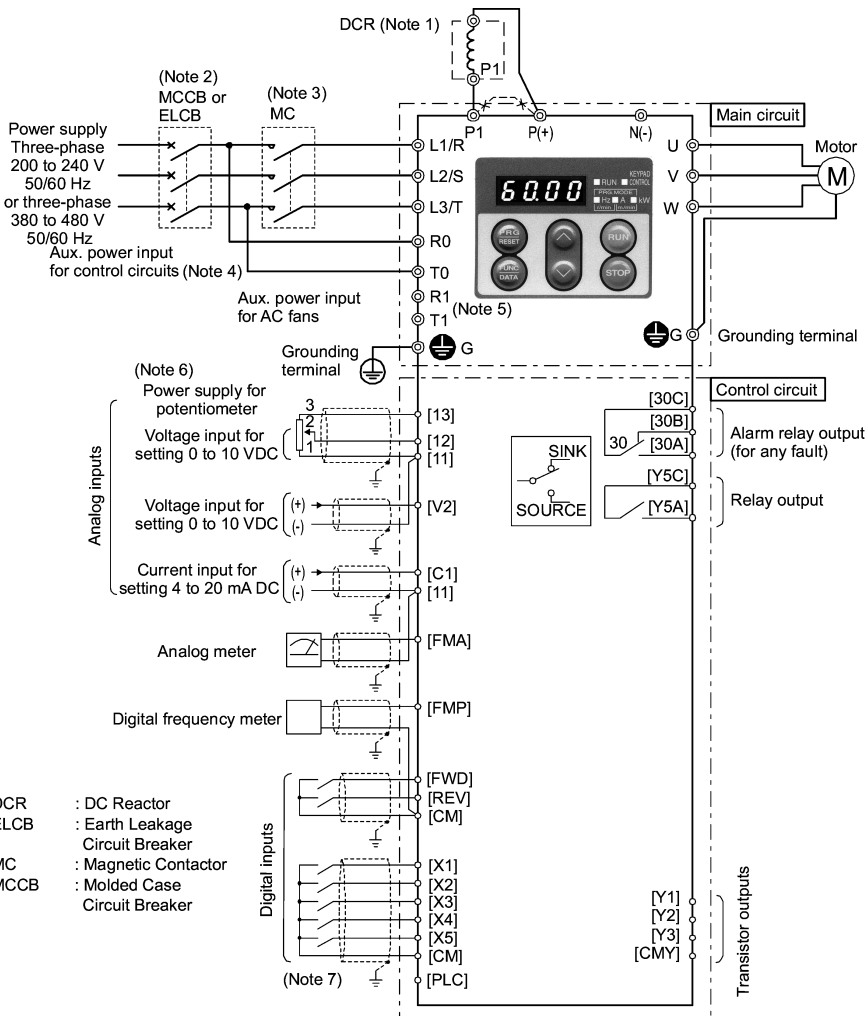 DCR (Note 1)
P1
(Note 2)
MCCB or
ELCB
(Note 3)
MC
P1
P(+)
N(-)
Main circuit
Power supply
Three-phase
200 to 240 V
50/60 Hz
or three-phase
380 to 480 V
50/60 Hz
L1/R
L2/S
L3/T
R0
T0
R1
T1
(Note 5)
U
V
W
Motor
M
60.00
RUN
KEYPAD
CONTROL
PRG.MODE
Hz
A
kW
r/min
m/min
PRG
RESET
RUN
FUNC
DATA
STOP
Aux. power input
for control circuits (Note 4)
Aux. power input
for AC fans
G
Grounding
terminal
G
Grounding terminal
Control circuit
(Note 6)
Power supply for
potentiometer
Voltage input for
setting 0 to 10 VDC
3
2
1
[13]
[12]
[11]
Analog inputs
Voltage input for
setting 0 to 10 VDC
(+)
(-)
[V2]
Current input for
setting 4 to 20 mA DC
(+)
(-)
[C1]
[11]
SINK
SOURCE
[30C]
[30B]
30
[30A]
Alarm relay output
(for any fault)
[Y5C]
[Y5A]
Relay output
Analog meter
[FMA]
Digital frequency meter
[FMP]
[FWD]
[REV]
[CM]
Digital inputs
[X1]
[X2]
[X3]
[X4]
[X5]
[CM]
(Note 7)
[PLC]
[Y1]
[Y2]
[Y3]
[CMY]
Transistor outputs
DCR : DC Reactor
ELCB : Earth Leakage
Circuit Breaker
MC : Magnetic Contactor
MCCB : Molded Case
Circuit Breaker